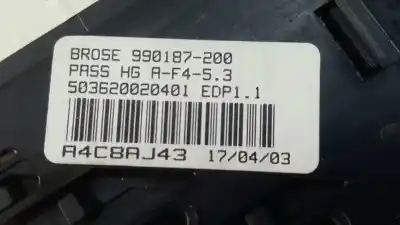 BROSE 990187-200
PASS HG A-F4-5.3
503620020401 EDP1.1
A4C8AJ43 17/04/03